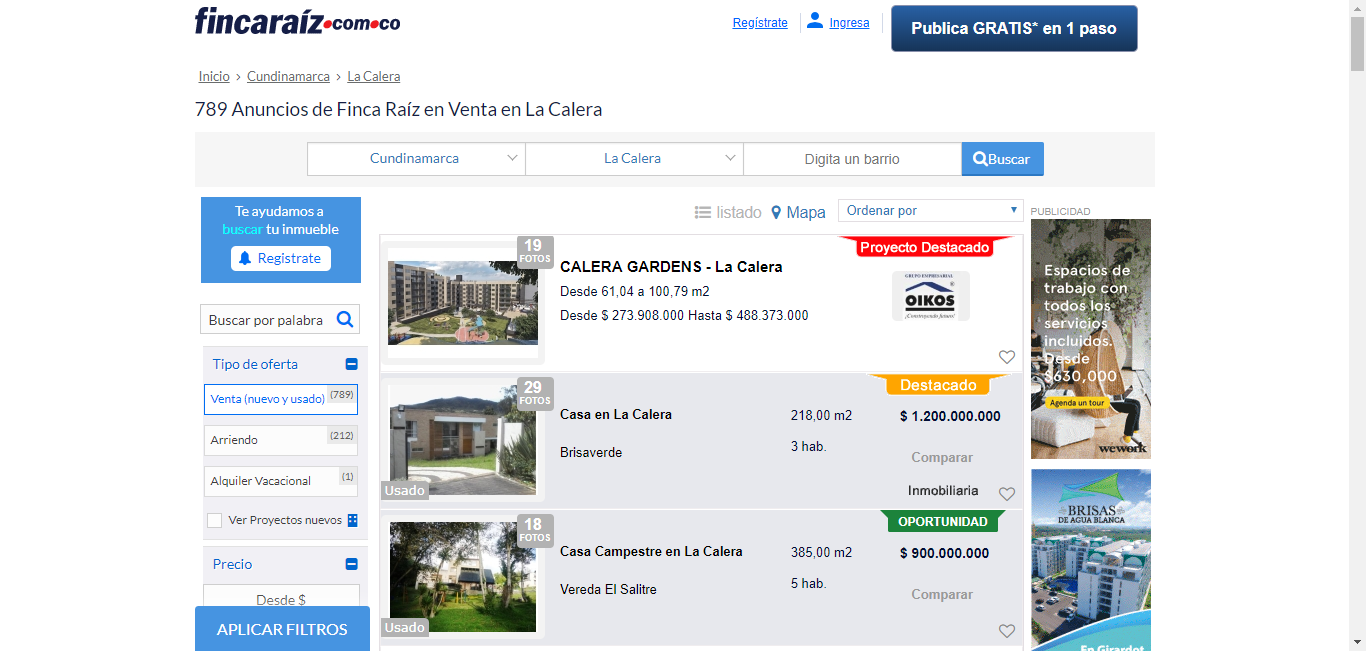 fincaraíz.com.co
Regístrate
Ingresa
Publica GRATIS* en 1 paso
Inicio › Cundinamarca › La Calera
789 Anuncios de Finca Raíz en Venta en La Calera
Cundinamarca
La Calera
Digita un barrio
Buscar
Te ayudamos a
buscar tu inmueble
Registrate
Buscar por palabra
Tipo de oferta
Venta (nuevo y usado) (789)
Arriendo (212)
Alquiler Vacacional (1)
Ver Proyectos nuevos
Precio
Desde $
APLICAR FILTROS
listado
Mapa
Ordenar por
19
FOTOS
CALERA GARDENS - La Calera
Desde 61,04 a 100,79 m2
Desde $ 273.908.000 Hasta $ 488.373.000
Proyecto Destacado
GRUPO EMPRESARIAL
OIKOS
¡Construyendo futuro!
29
FOTOS
Usado
Casa en La Calera
Brisaverde
218,00 m2
3 hab.
Destacado
$ 1.200.000.000
Comparar
Inmobiliaria
18
FOTOS
Usado
Casa Campestre en La Calera
Vereda El Salitre
385,00 m2
5 hab.
OPORTUNIDAD
$ 900.000.000
Comparar
PUBLICIDAD
Espacios de
trabajo con
todos los
servicios
incluidos.
Desde
$630,000
Agenda un tour
wework
BRISAS
DE AGUA BLANCA
En Girardot